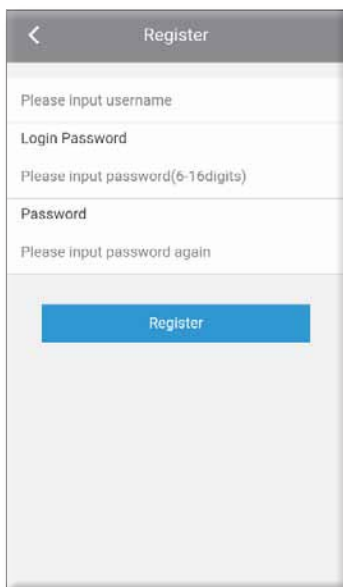 Register
Please input username
Login Password
Please input password(6-16digits)
Password
Please input password again
Register